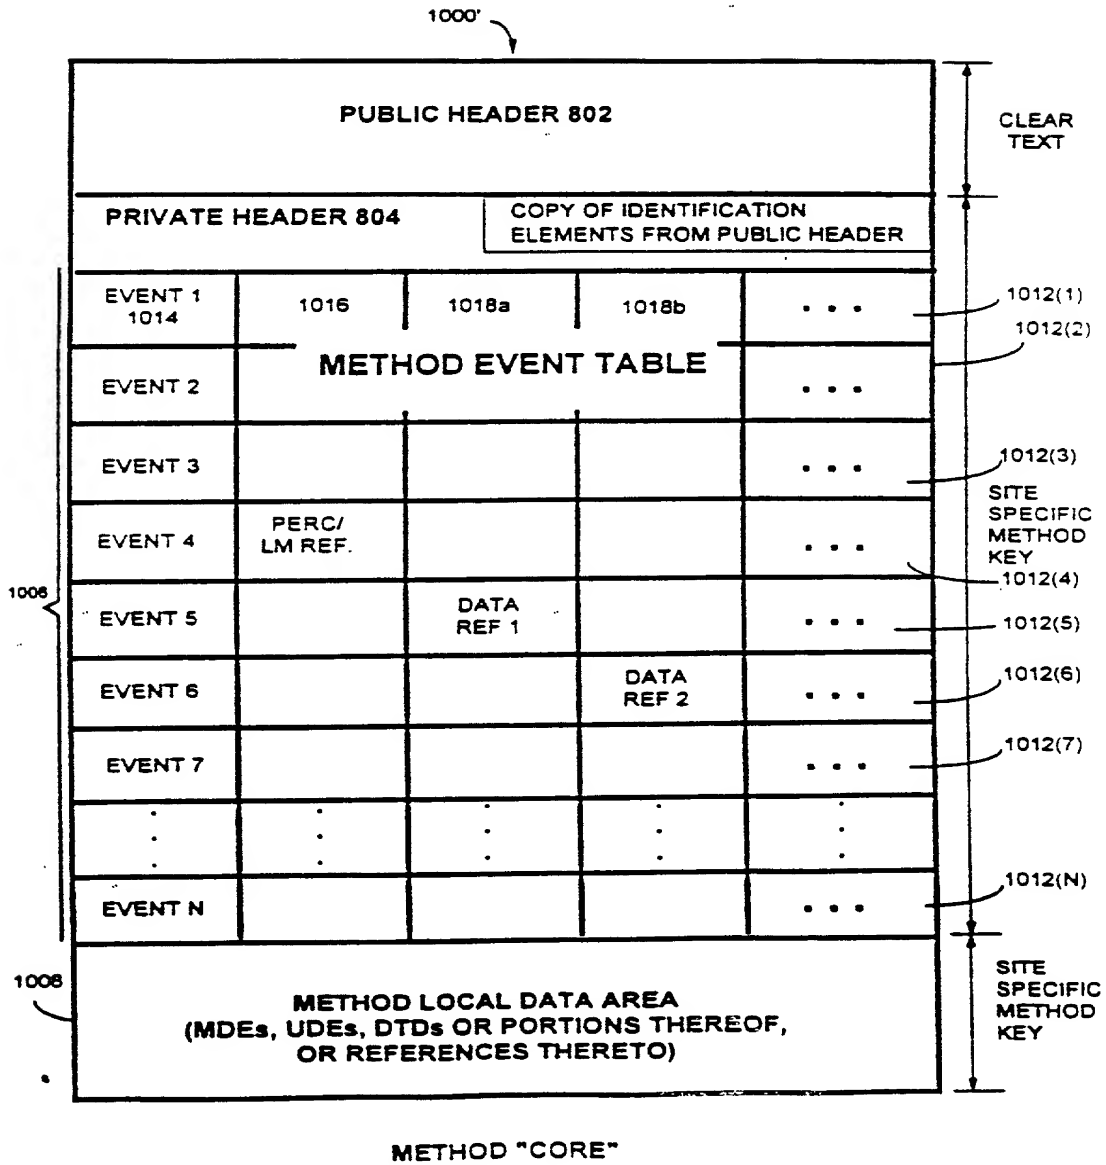 1000'
PUBLIC HEADER 802
CLEAR
TEXT
PRIVATE HEADER 804
COPY OF IDENTIFICATION
ELEMENTS FROM PUBLIC HEADER
EVENT 1
1014
1016
1018a
1018b
. . .
1012(1)
1012(2)
METHOD EVENT TABLE
EVENT 2
. . .
EVENT 3
. . .
1012(3)
SITE
SPECIFIC
METHOD
KEY
EVENT 4
PERC/
LM REF.
. . .
1012(4)
1006
EVENT 5
DATA
REF 1
. . .
1012(5)
EVENT 6
DATA
REF 2
. . .
1012(6)
EVENT 7
. . .
1012(7)
EVENT N
. . .
1012(N)
1008
METHOD LOCAL DATA AREA
(MDEs, UDEs, DTDs OR PORTIONS THEREOF,
OR REFERENCES THERETO)
SITE
SPECIFIC
METHOD
KEY
METHOD "CORE"